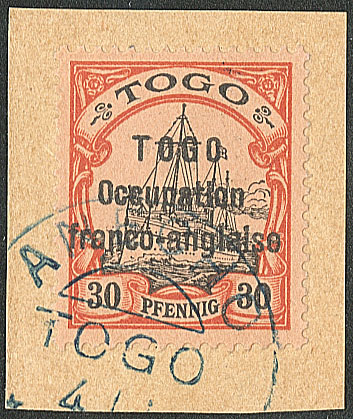 TOGO
TOGO
Occupation
franco-anglaise
30 PFENNIG 30
TOGO